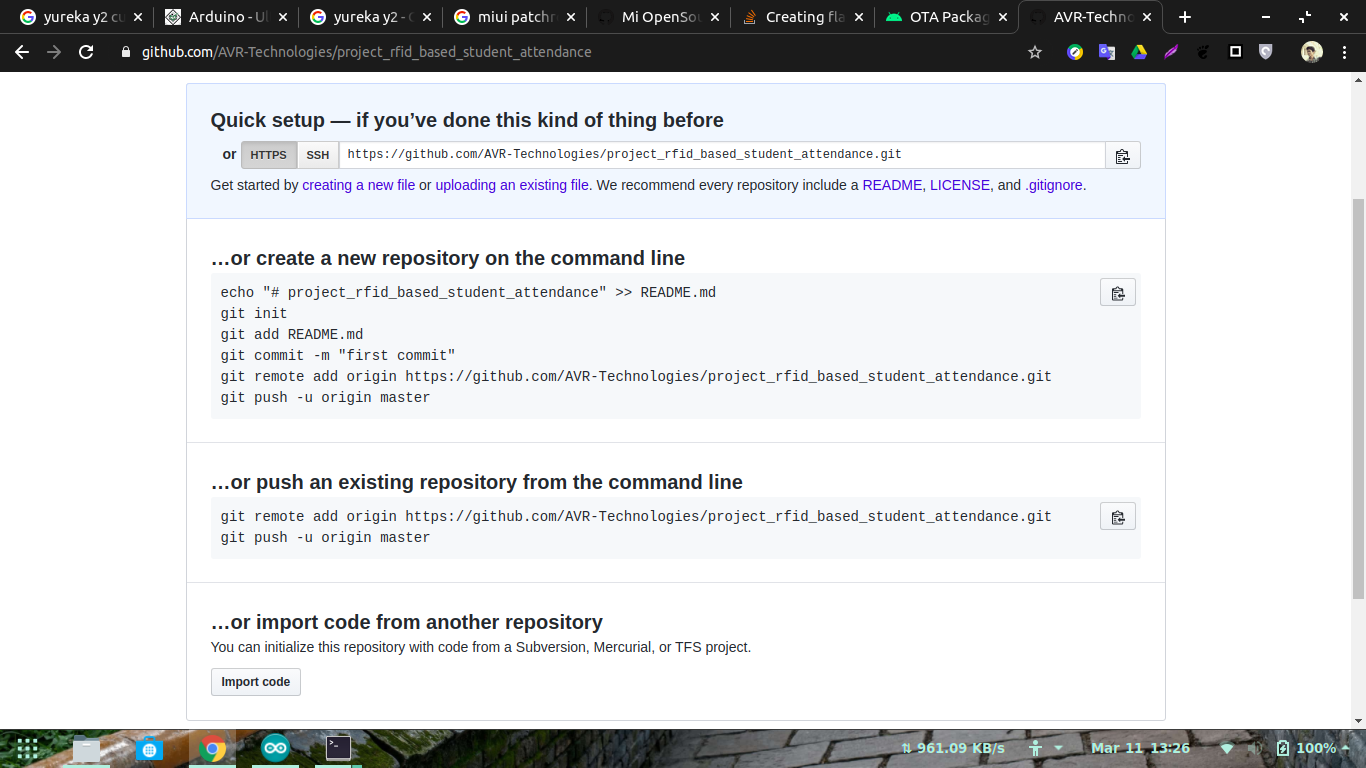 yureka y2 cu
Arduino - Ul
yureka y2 - G
miui patchr
Mi OpenSou
Creating fla
OTA Packag
AVR-Techno
github.com/AVR-Technologies/project_rfid_based_student_attendance
Quick setup — if you’ve done this kind of thing before
or HTTPS SSH https://github.com/AVR-Technologies/project_rfid_based_student_attendance.git
Get started by creating a new file or uploading an existing file. We recommend every repository include a README, LICENSE, and .gitignore.
…or create a new repository on the command line
echo "# project_rfid_based_student_attendance" >> README.md
git init
git add README.md
git commit -m "first commit"
git remote add origin https://github.com/AVR-Technologies/project_rfid_based_student_attendance.git
git push -u origin master
…or push an existing repository from the command line
git remote add origin https://github.com/AVR-Technologies/project_rfid_based_student_attendance.git
git push -u origin master
…or import code from another repository
You can initialize this repository with code from a Subversion, Mercurial, or TFS project.
Import code
961.09 KB/s Mar 11 13:26 100%